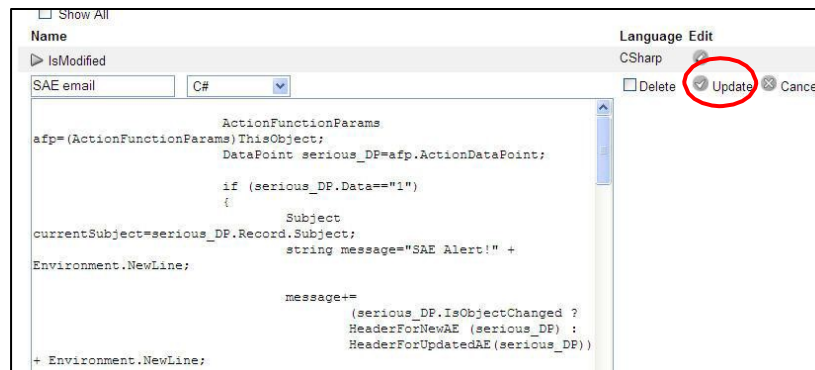 Show All
Name Language Edit
IsModified CSharp
SAE email C# Delete Update Cance
ActionFunctionParams
afp=(ActionFunctionParams)ThisObject;
DataPoint serious_DP=afp.ActionDataPoint;
if (serious_DP.Data=="1")
{
Subject
currentSubject=serious_DP.Record.Subject;
string message="SAE Alert!" +
Environment.NewLine;
message+=
(serious_DP.IsObjectChanged ?
HeaderForNewAE (serious_DP) :
HeaderForUpdatedAE(serious_DP))
+ Environment.NewLine;